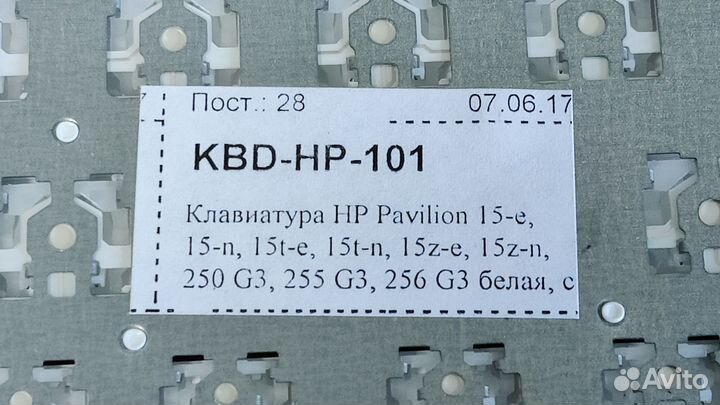 Пост.: 28 07.06.17
KBD-HP-101
Клавиатура HP Pavilion 15-e,
15-n, 15t-e, 15t-n, 15z-e, 15z-n,
250 G3, 255 G3, 256 G3 белая, с
Avito